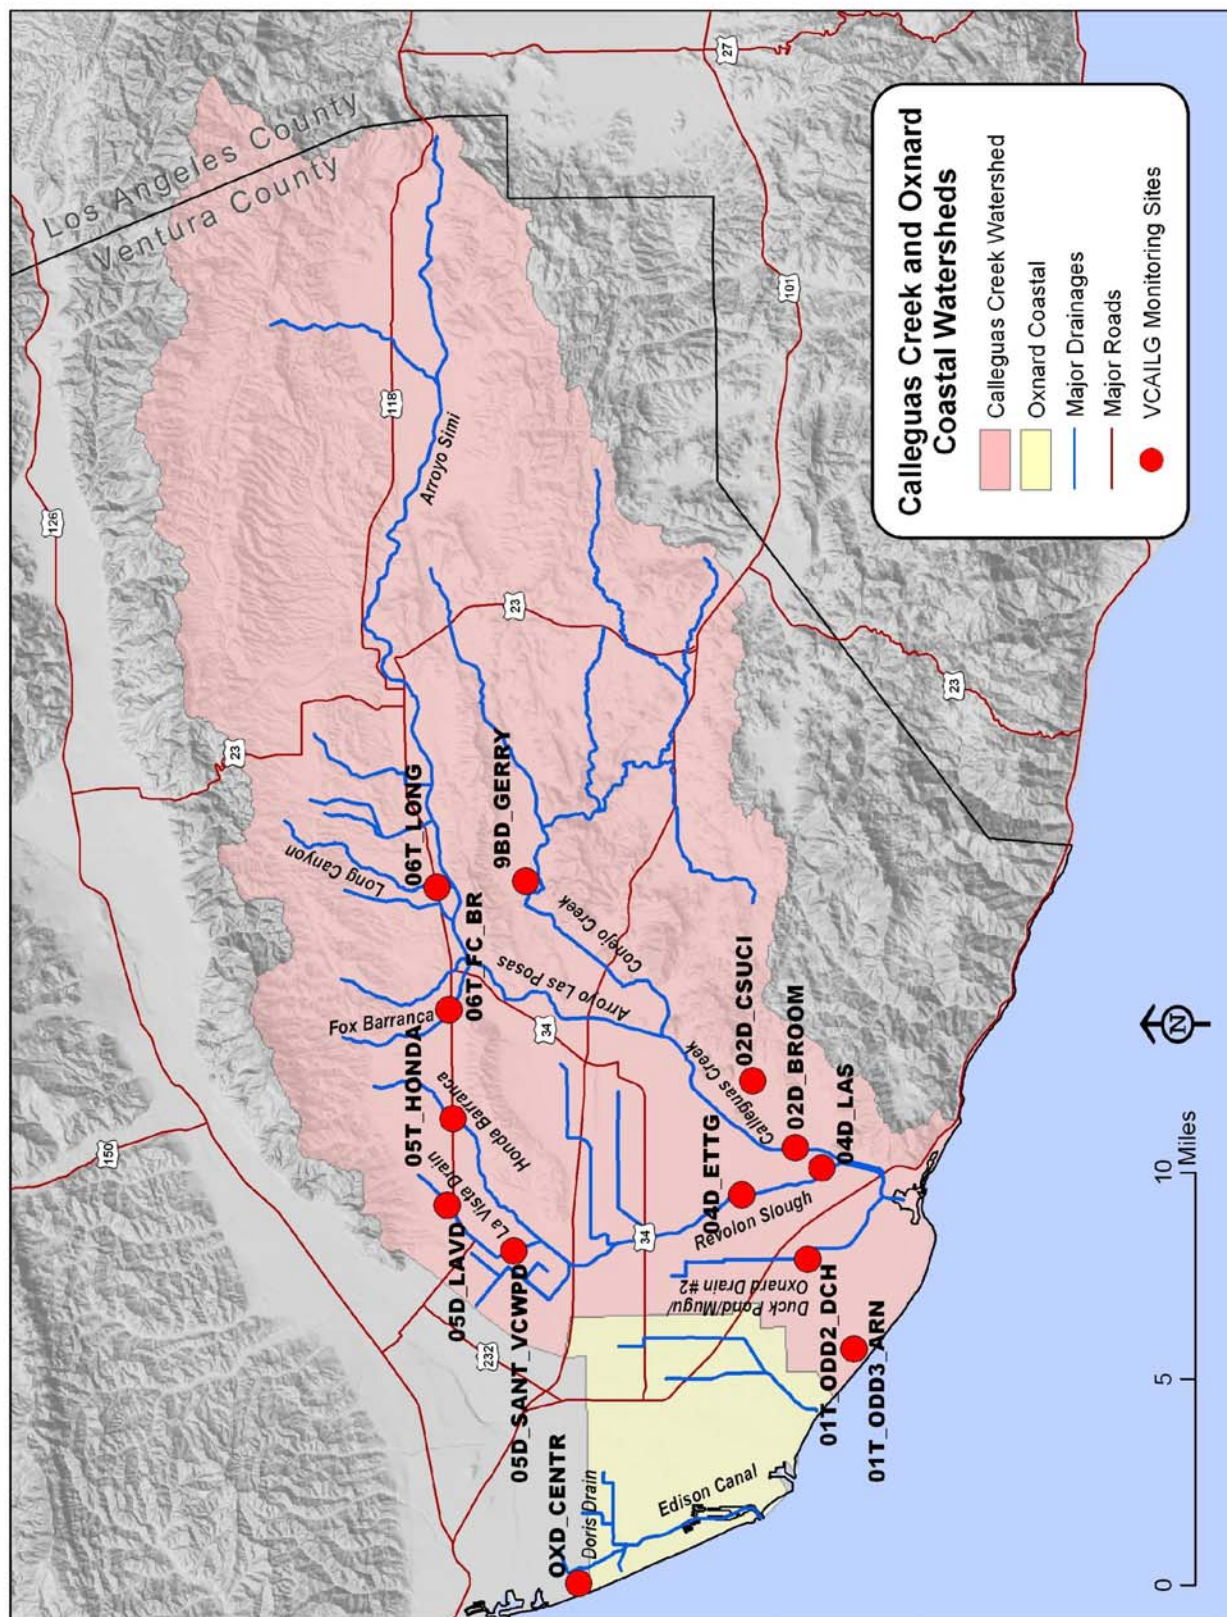 Calleguas Creek and Oxnard
Coastal Watersheds
Calleguas Creek Watershed
Oxnard Coastal
Major Drainages
Major Roads
VCAILG Monitoring Sites
Los Angeles County
Ventura County
150
126
118
27
101
23
23
23
232
34
34
Arroyo Simi
Long Canyon
Fox Barranca
Honda Barranca
La Vista Drain
Arroyo Las Posas
Conejo Creek
Calleguas Creek
Revolon Slough
Duck Pond/Mugu/
Oxnard Drain #2
Doris Drain
Edison Canal
06T_LONG
9BD_GERRY
06T_FC_BR
05T_HONDA
05D_LAVD
05D_SANT_VCWPD
OXD_CENTR
02D_CSUCI
02D_BROOM
04D_ETTG
04D_LAS
01T_ODD2_DCH
01T_ODD3_ARN
0
5
10
Miles
N